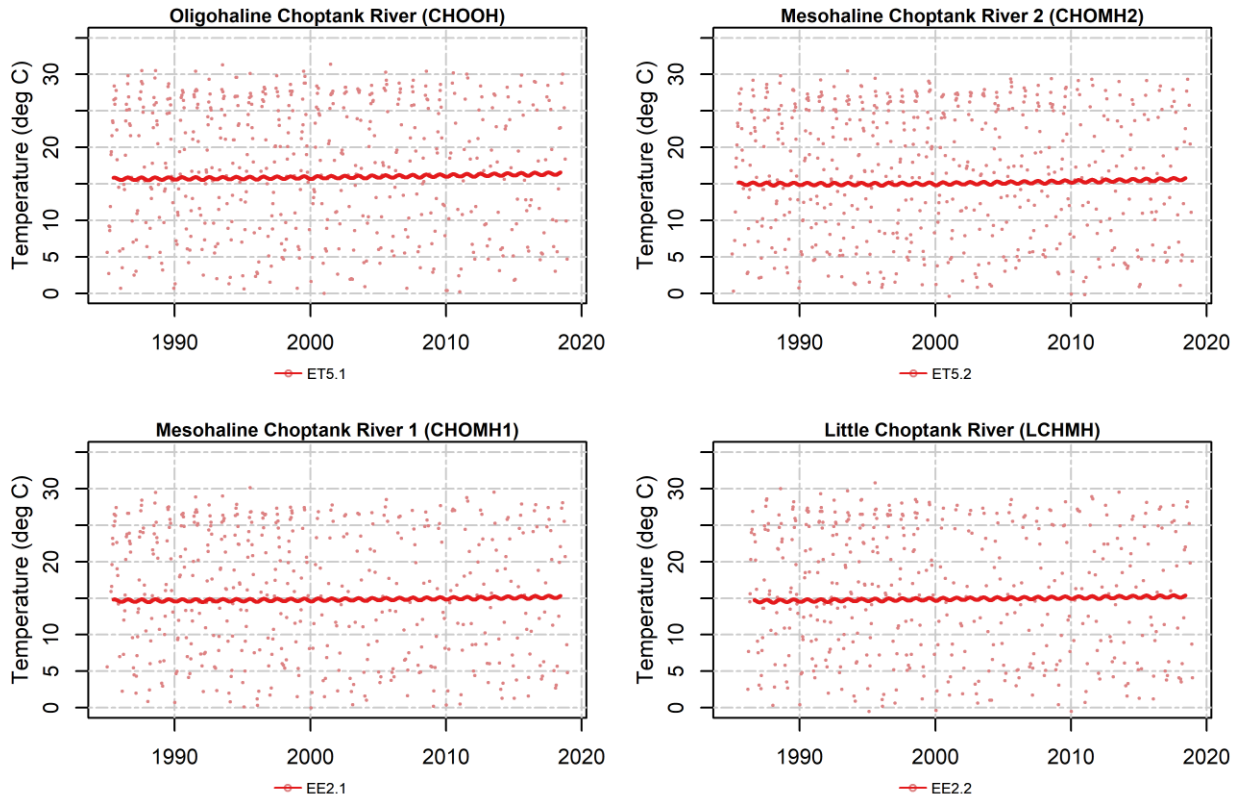 Oligohaline Choptank River (CHOOH)
Temperature (deg C)
30
20
10
5
0
1990 2000 2010 2020
ET5.1
Mesohaline Choptank River 2 (CHOMH2)
Temperature (deg C)
30
20
10
5
0
1990 2000 2010 2020
ET5.2
Mesohaline Choptank River 1 (CHOMH1)
Temperature (deg C)
30
20
10
5
0
1990 2000 2010 2020
EE2.1
Little Choptank River (LCHMH)
Temperature (deg C)
30
20
10
5
0
1990 2000 2010 2020
EE2.2